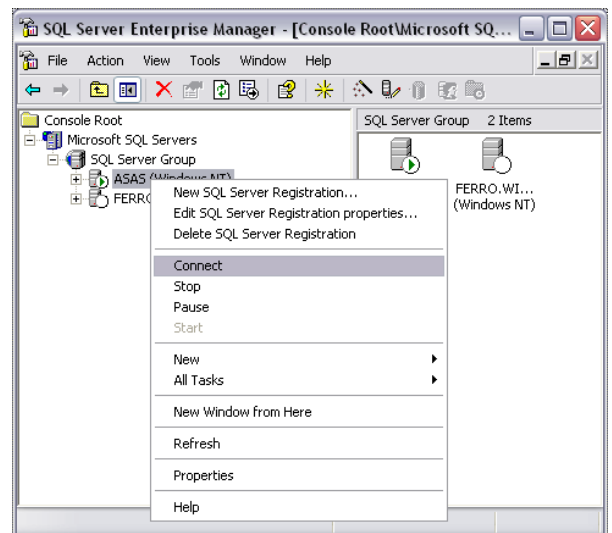 SQL Server Enterprise Manager - [Console Root\Microsoft SQ...
File Action View Tools Window Help
Console Root
SQL Server Group 2 Items
Microsoft SQL Servers
SQL Server Group
ASAS (Windows NT)
FERRO
FERRO.WI...
(Windows NT)
New SQL Server Registration...
Edit SQL Server Registration properties...
Delete SQL Server Registration
Connect
Stop
Pause
Start
New
All Tasks
New Window from Here
Refresh
Properties
Help